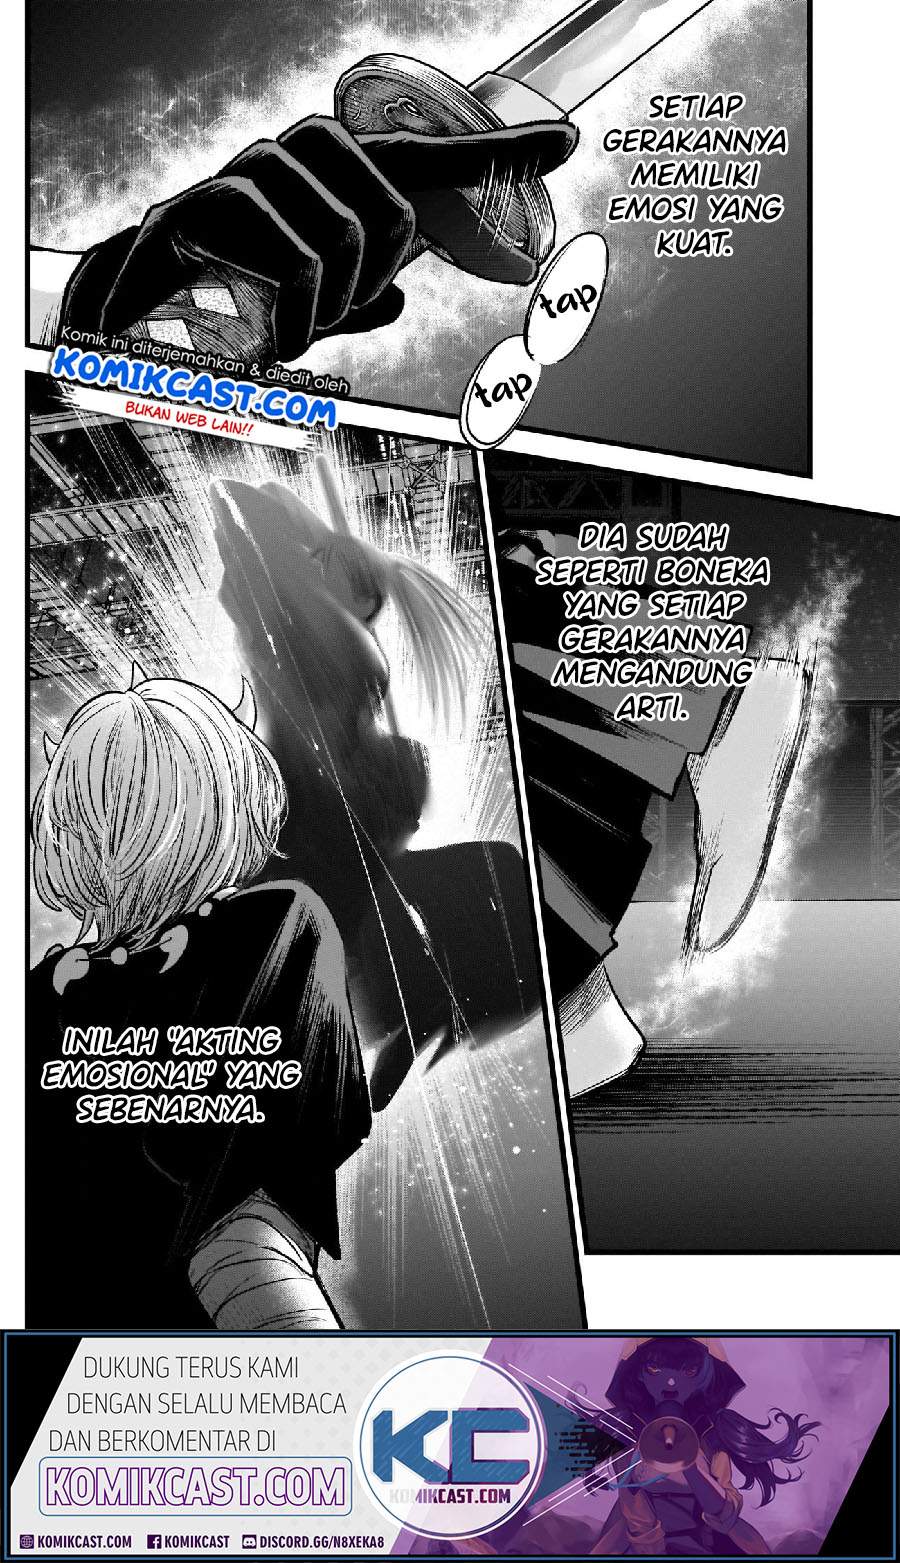 SETIAP
GERAKANNYA
MEMILIKI
EMOSI YANG
KUAT.
tap
tap
Komik ini diterjemahkan & diedit oleh
KOMIKCAST.COM
BUKAN WEB LAIN!!
DIA SUDAH
SEPERTI BONEKA
YANG SETIAP
GERAKANNYA
MENGANDUNG
ARTI.
INILAH "AKTING
EMOSIONAL" YANG
SEBENARNYA.
DUKUNG TERUS KAMI
DENGAN SELALU MEMBACA
DAN BERKOMENTAR DI
KOMIKCAST.COM
KC
KOMIKCAST.COM
KOMIKCAST.COM KOMIKCAST.COM DISCORD.GG/N8XEKA8